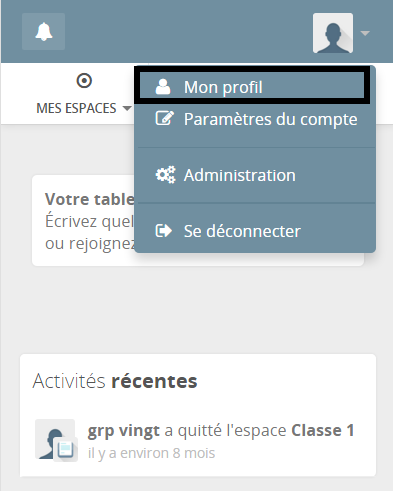 Mon profil
MES ESPACES
Paramètres du compte
Administration
Votre table
Écrivez quel
Se déconnecter
ou rejoignez
Activités récentes
grp vingt a quitté l'espace Classe 1
il y a environ 8 mois